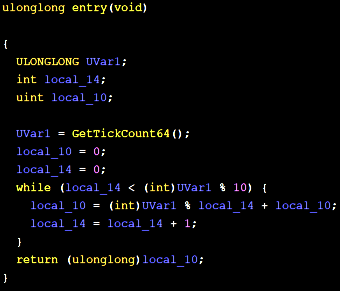 ulonglong entry(void)
{
ULONGLONG UVar1;
int local_14;
uint local_10;
UVar1 = GetTickCount64();
local_10 = 0;
local_14 = 0;
while (local_14 < (int)UVar1 % 10) {
local_10 = (int)UVar1 % local_14 + local_10;
local_14 = local_14 + 1;
}
return (ulonglong)local_10;
}